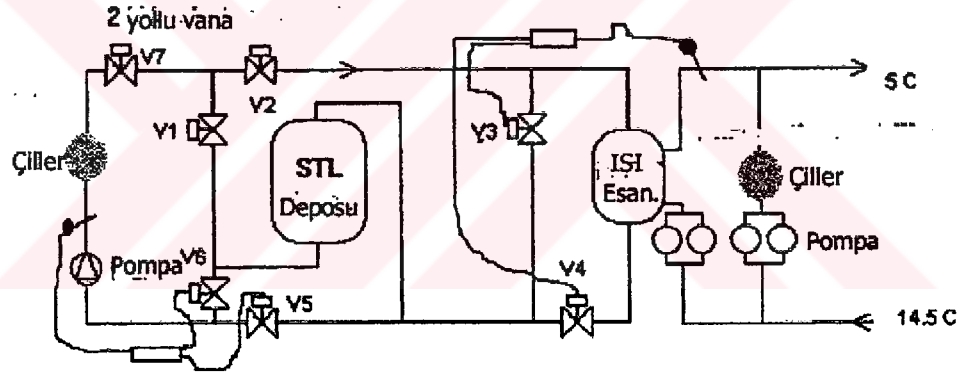 2 yollu vana
V7
V2
V1
V3
5 C
Çiller
STL
Deposu
ISI
Esan.
Çiller
Pompa
V6
V5
V4
Pompa
14.5 C